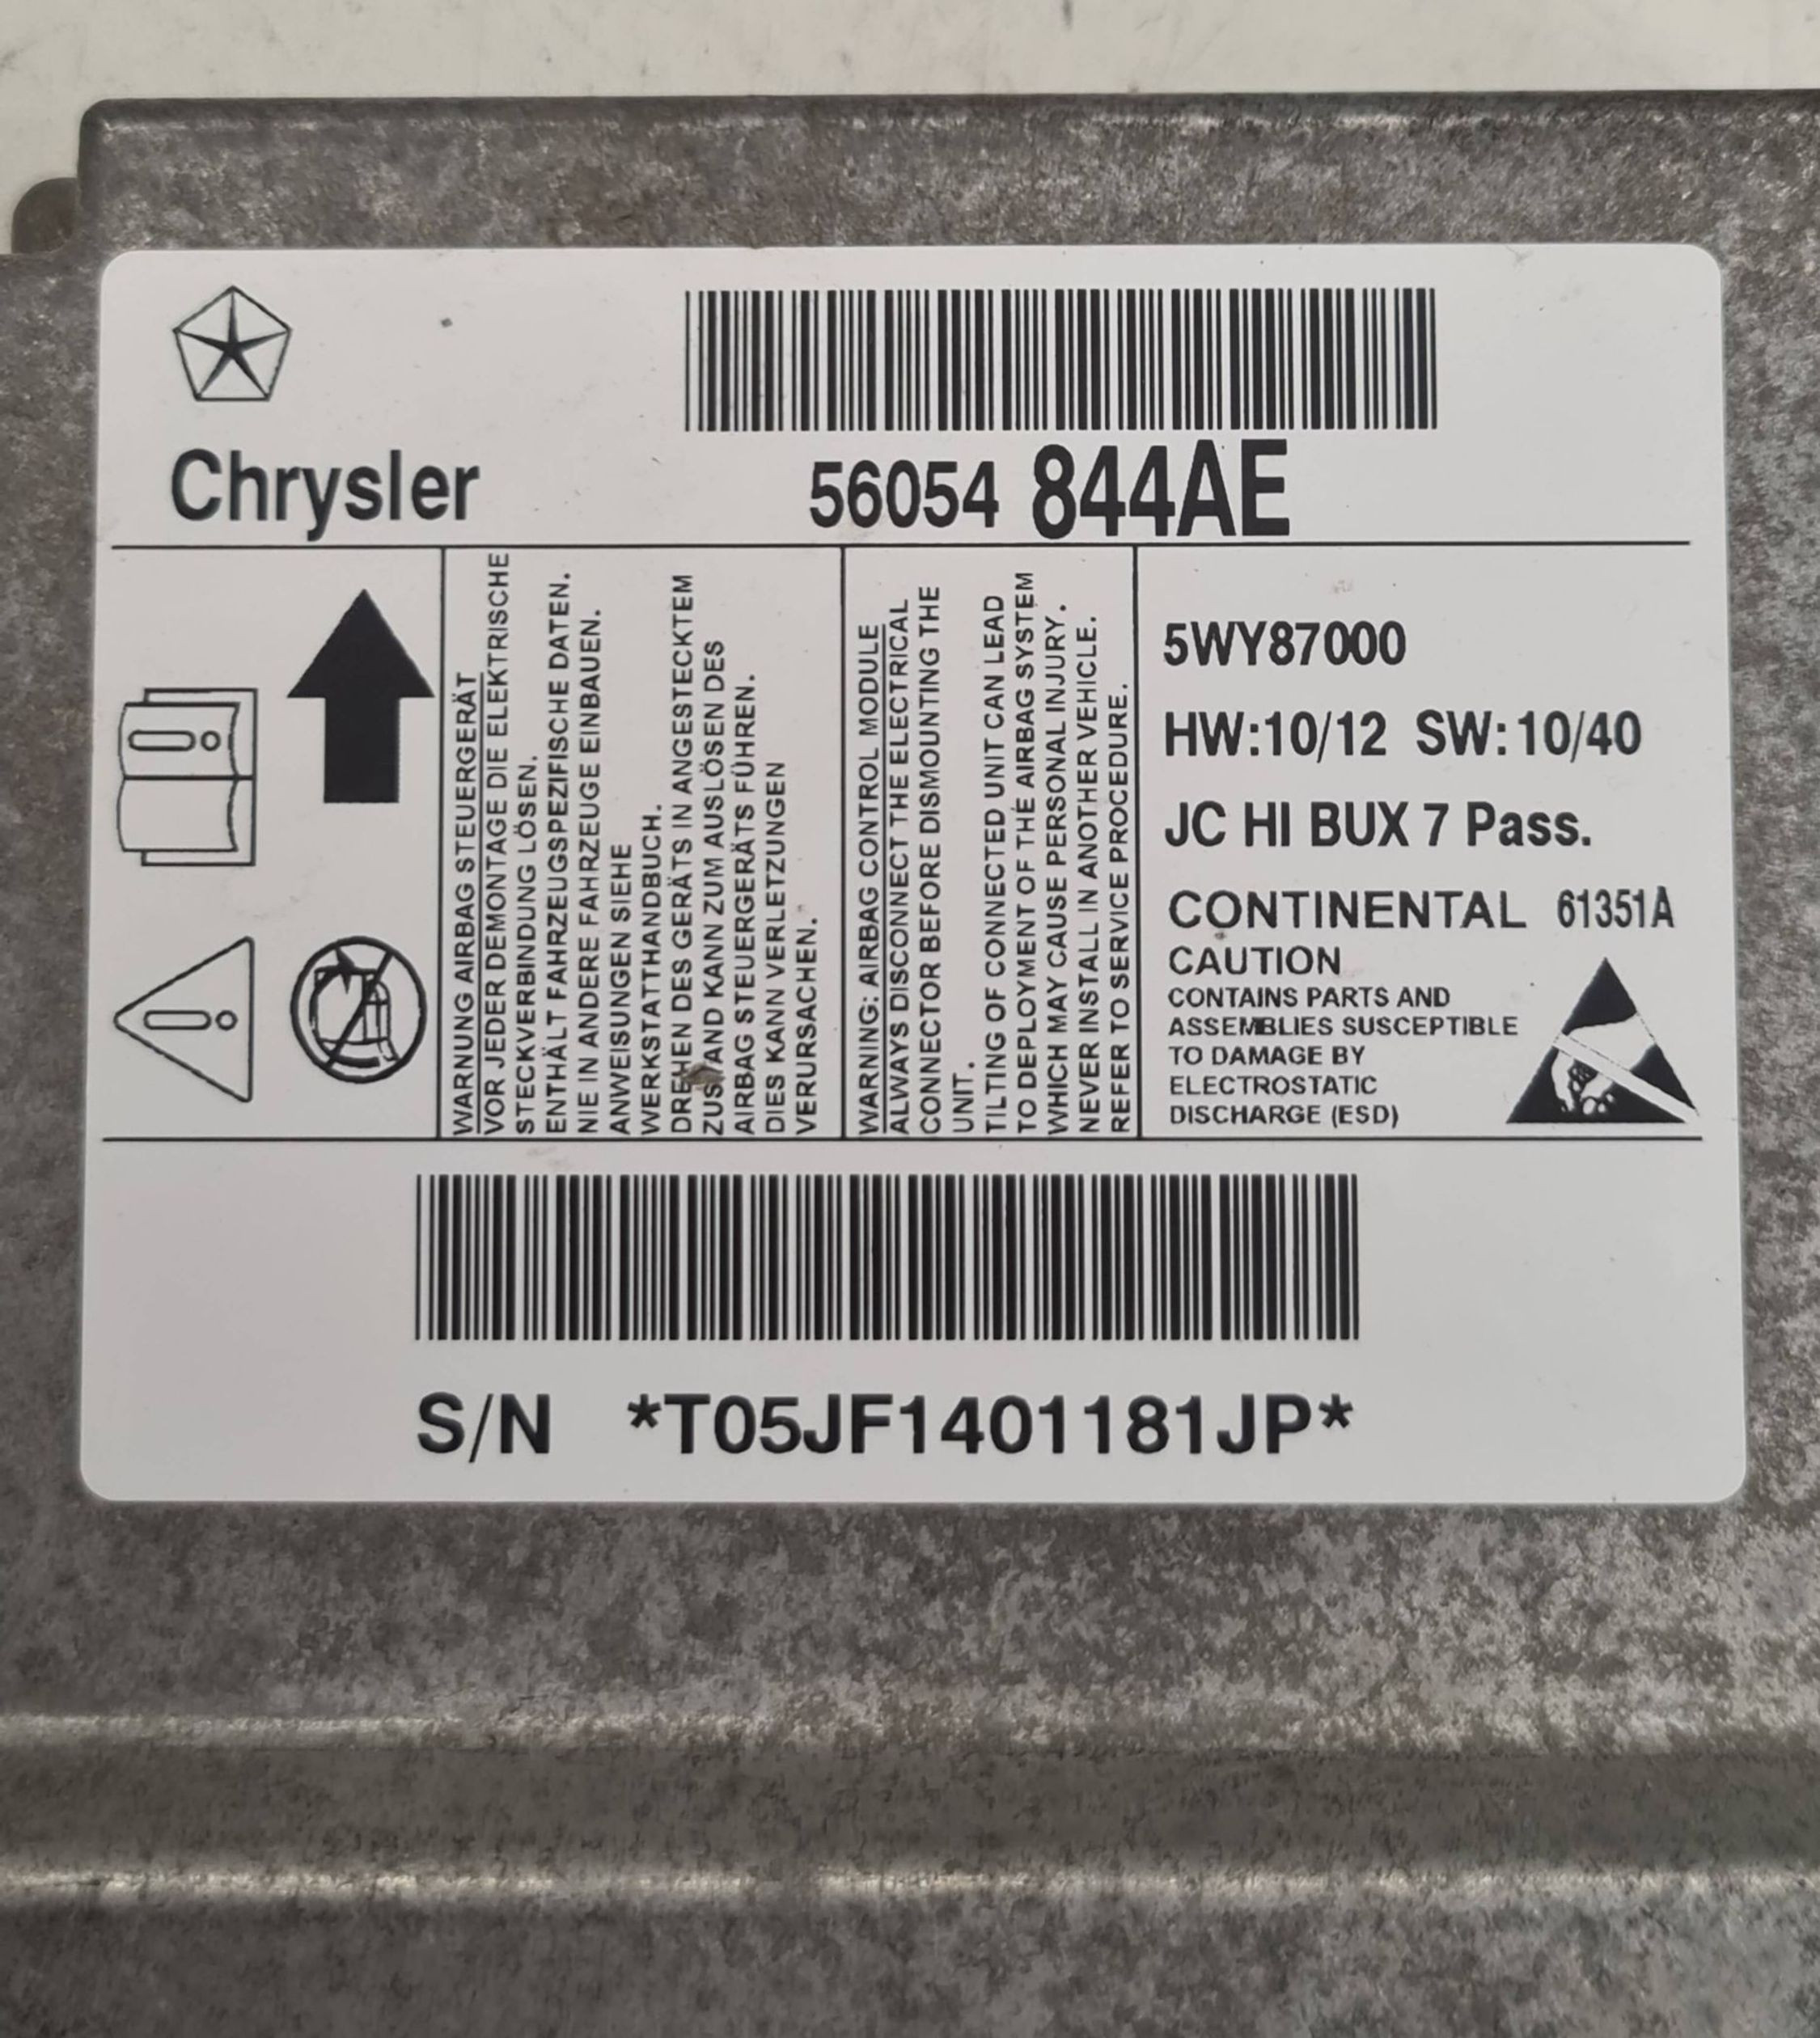 Chrysler
56054 844AE
WARNUNG AIRBAG STEUERGERÄT
VOR JEDER DEMONTAGE DIE ELEKTRISCHE
STECKVERBINDUNG LÖSEN.
ENTHÄLT FAHRZEUGSPEZIFISCHE DATEN.
NIE IN ANDERE FAHRZEUGE EINBAUEN.
ANWEISUNGEN SIEHE
WERKSTATTHANDBUCH.
DREHEN DES GERÄTS IN ANGESTECKTEM
ZUSTAND KANN ZUM AUSLÖSEN DES
AIRBAG STEUERGERÄTS FÜHREN.
DIES KANN VERLETZUNGEN
VERURSACHEN.
WARNING: AIRBAG CONTROL MODULE
ALWAYS DISCONNECT THE ELECTRICAL
CONNECTOR BEFORE DISMOUNTING THE
UNIT.
TILTING OF CONNECTED UNIT CAN LEAD
TO DEPLOYMENT OF THE AIRBAG SYSTEM
WHICH MAY CAUSE PERSONAL INJURY.
NEVER INSTALL IN ANOTHER VEHICLE.
REFER TO SERVICE PROCEDURE.
5WY87000
HW:10/12 SW:10/40
JC HI BUX 7 Pass.
CONTINENTAL 61351A
CAUTION
CONTAINS PARTS AND
ASSEMBLIES SUSCEPTIBLE
TO DAMAGE BY
ELECTROSTATIC
DISCHARGE (ESD)
S/N *T05JF1401181JP*